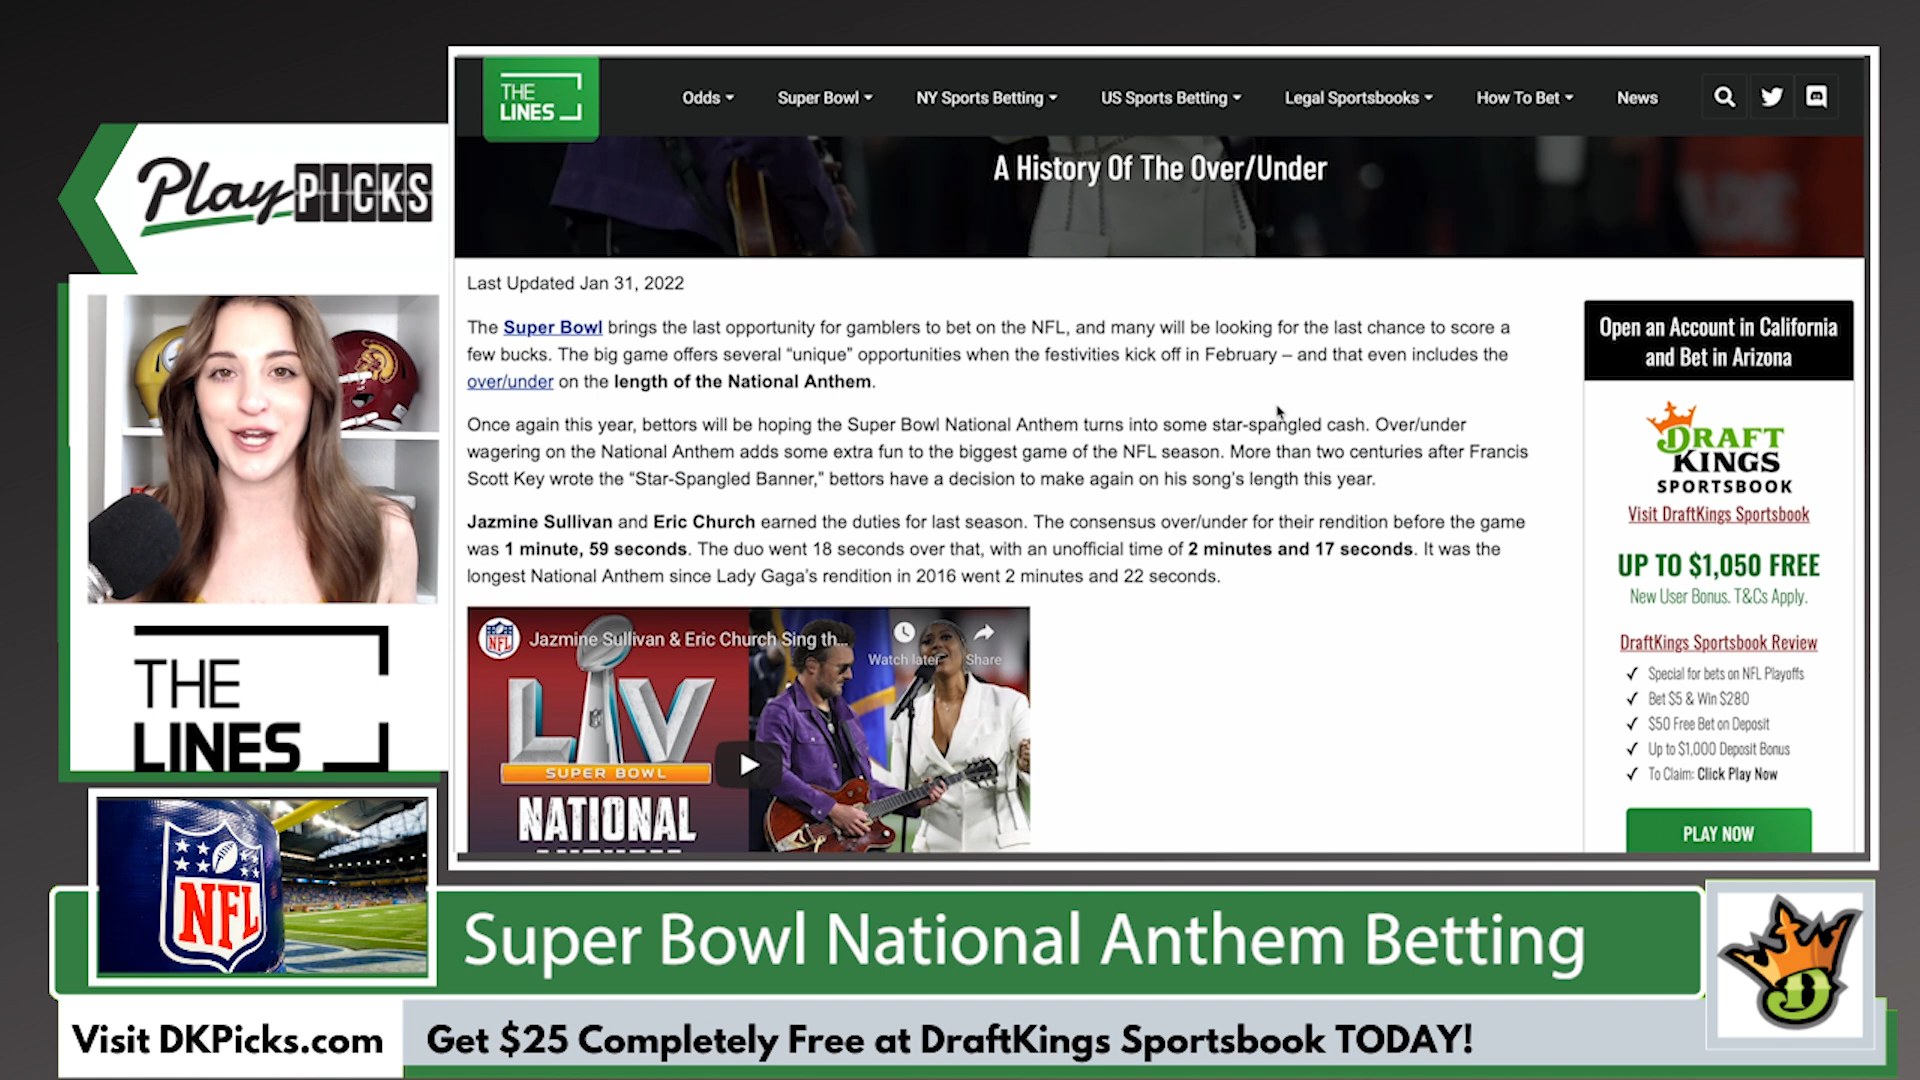 THE
LINES
Odds
Super Bowl
NY Sports Betting
US Sports Betting
Legal Sportsbooks
How To Bet
News
A History Of The Over/Under
Play PICKS
Last Updated Jan 31, 2022
The Super Bowl brings the last opportunity for gamblers to bet on the NFL, and many will be looking for the last chance to score a
few bucks. The big game offers several “unique” opportunities when the festivities kick off in February – and that even includes the
over/under on the length of the National Anthem.
Once again this year, bettors will be hoping the Super Bowl National Anthem turns into some star-spangled cash. Over/under
wagering on the National Anthem adds some extra fun to the biggest game of the NFL season. More than two centuries after Francis
Scott Key wrote the “Star-Spangled Banner,” bettors have a decision to make again on his song’s length this year.
Jazmine Sullivan and Eric Church earned the duties for last season. The consensus over/under for their rendition before the game
was 1 minute, 59 seconds. The duo went 18 seconds over that, with an unofficial time of 2 minutes and 17 seconds. It was the
longest National Anthem since Lady Gaga’s rendition in 2016 went 2 minutes and 22 seconds.
NFL
Jazmine Sullivan & Eric Church Sing th...
Watch later
Share
LIV
SUPER BOWL
NATIONAL
Open an Account in California
and Bet in Arizona
DRAFT
KINGS
SPORTSBOOK
Visit DraftKings Sportsbook
UP TO $1,050 FREE
New User Bonus. T&Cs Apply.
DraftKings Sportsbook Review
✓ Special for bets on NFL Playoffs
✓ Bet $5 & Win $280
✓ $50 Free Bet on Deposit
✓ Up to $1,000 Deposit Bonus
✓ To Claim: Click Play Now
PLAY NOW
THE
LINES
NFL
Super Bowl National Anthem Betting
D
Visit DKPicks.com
Get $25 Completely Free at DraftKings Sportsbook TODAY!